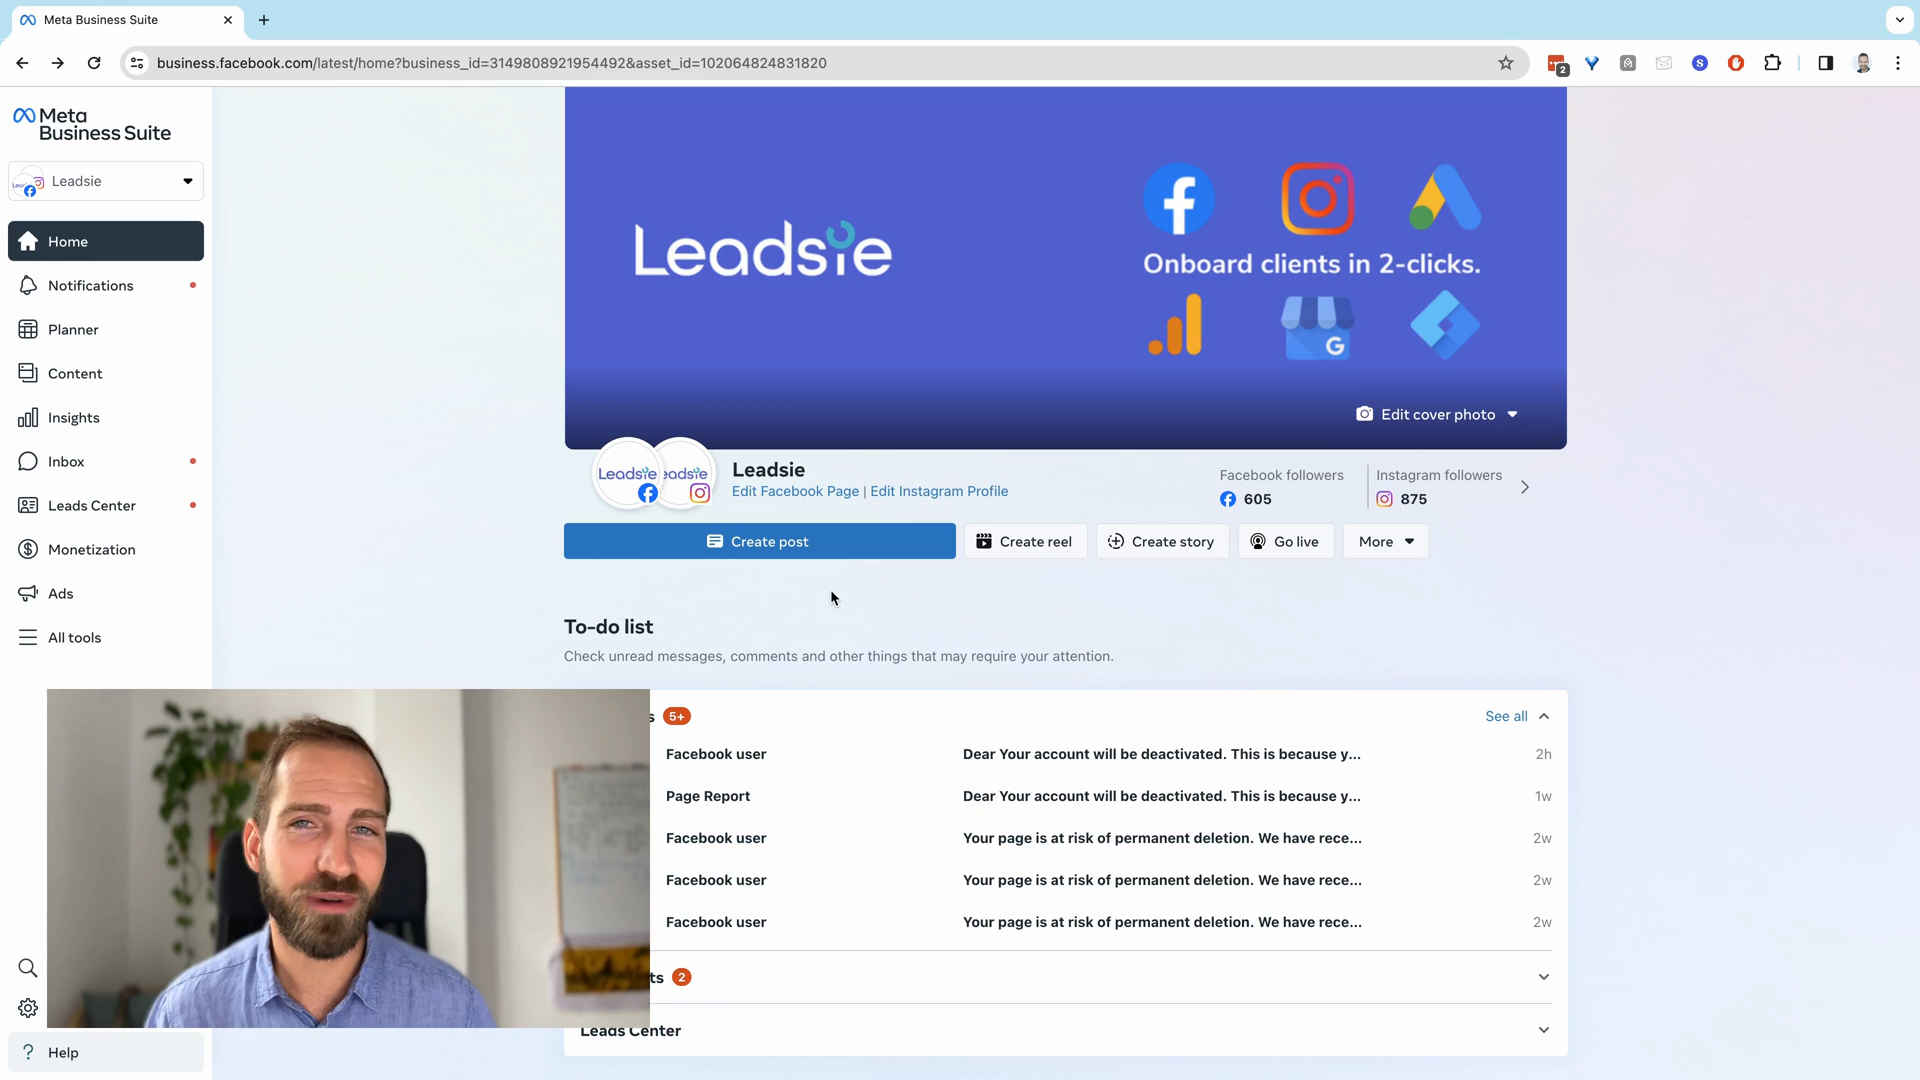 Meta Business Suite
business.facebook.com/latest/home?business_id=3149808921954492&asset_id=102064824831820
2
Meta
Business Suite
Leadsie
Home
Notifications
Planner
Content
Insights
Inbox
Leads Center
Monetization
Ads
All tools
Help
Leadsie
Onboard clients in 2-clicks.
G
Edit cover photo
Leadsie
Leadsie
Edit Facebook Page | Edit Instagram Profile
Facebook followers
605
Instagram followers
875
Create post
Create reel
Create story
Go live
More
To-do list
Check unread messages, comments and other things that may require your attention.
5+
See all
Facebook user Dear Your account will be deactivated. This is because y... 2h
Page Report Dear Your account will be deactivated. This is because y... 1w
Facebook user Your page is at risk of permanent deletion. We have rece... 2w
Facebook user Your page is at risk of permanent deletion. We have rece... 2w
Facebook user Your page is at risk of permanent deletion. We have rece... 2w
2
Leads Center